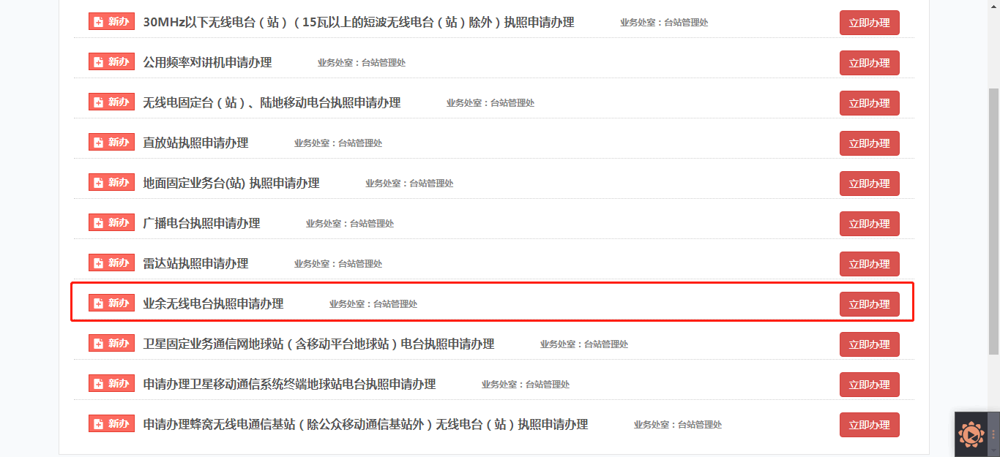 新办 30MHz以下无线电台（站）（15瓦以上的短波无线电台（站）除外）执照申请办理 业务处室：台站管理处 立即办理
新办 公用频率对讲机申请办理 业务处室：台站管理处 立即办理
新办 无线电固定台（站）、陆地移动电台执照申请办理 业务处室：台站管理处 立即办理
新办 直放站执照申请办理 业务处室：台站管理处 立即办理
新办 地面固定业务台(站) 执照申请办理 业务处室：台站管理处 立即办理
新办 广播电台执照申请办理 业务处室：台站管理处 立即办理
新办 雷达站执照申请办理 业务处室：台站管理处 立即办理
新办 业余无线电台执照申请办理 业务处室：台站管理处 立即办理
新办 卫星固定业务通信网地球站（含移动平台地球站）电台执照申请办理 业务处室：台站管理处 立即办理
新办 申请办理卫星移动通信系统终端地球站电台执照申请办理 业务处室：台站管理处 立即办理
新办 申请办理蜂窝无线电通信基站（除公众移动通信基站外）无线电台（站）执照申请办理 业务处室：台站管理处 立即办理